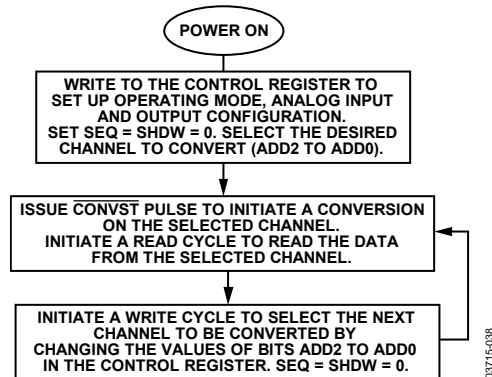 POWER ON
WRITE TO THE CONTROL REGISTER TO
SET UP OPERATING MODE, ANALOG INPUT
AND OUTPUT CONFIGURATION.
SET SEQ = SHDW = 0. SELECT THE DESIRED
CHANNEL TO CONVERT (ADD2 TO ADD0).
ISSUE CONVST PULSE TO INITIATE A CONVERSION
ON THE SELECTED CHANNEL.
INITIATE A READ CYCLE TO READ THE DATA
FROM THE SELECTED CHANNEL.
INITIATE A WRITE CYCLE TO SELECT THE NEXT
CHANNEL TO BE CONVERTED BY
CHANGING THE VALUES OF BITS ADD2 TO ADD0
IN THE CONTROL REGISTER. SEQ = SHDW = 0.
03715-038